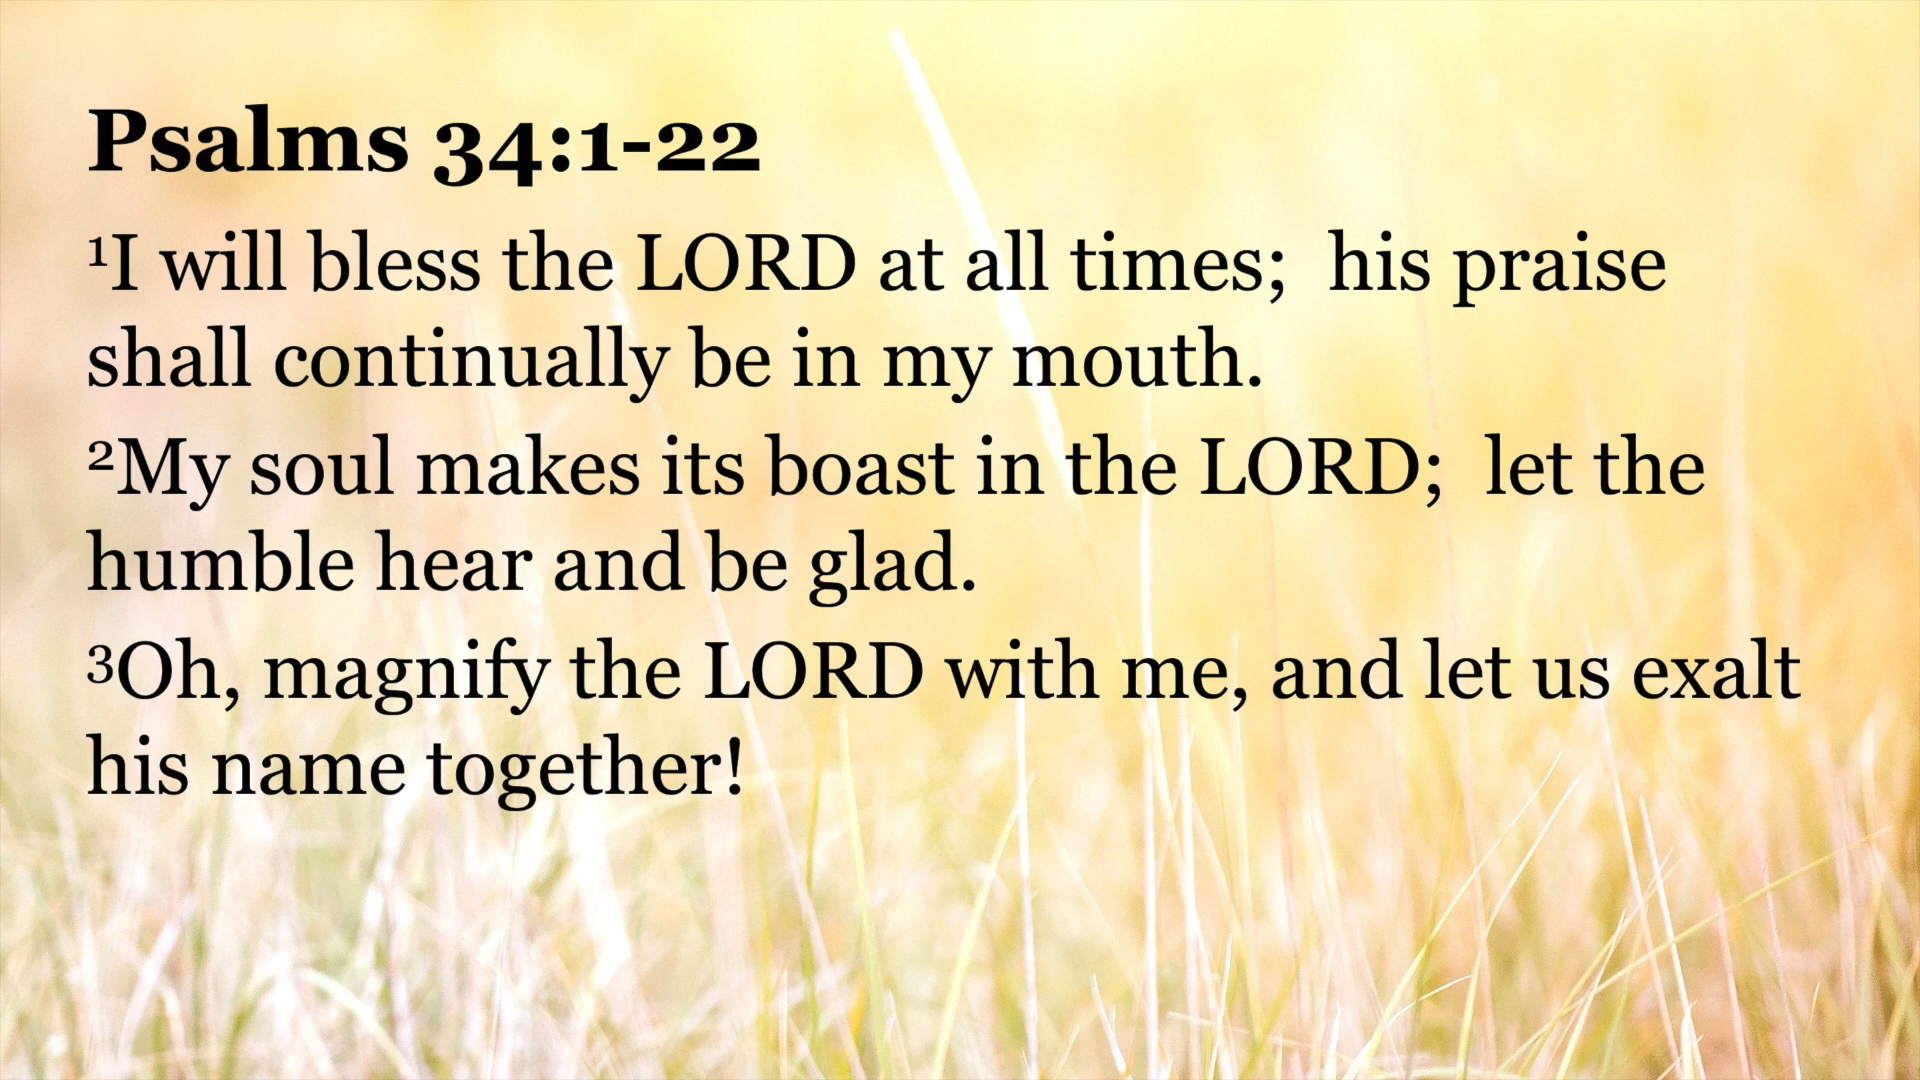 Psalms 34:1-22
¹I will bless the LORD at all times;  his praise
shall continually be in my mouth.
²My soul makes its boast in the LORD;  let the
humble hear and be glad.
³Oh, magnify the LORD with me, and let us exalt
his name together!